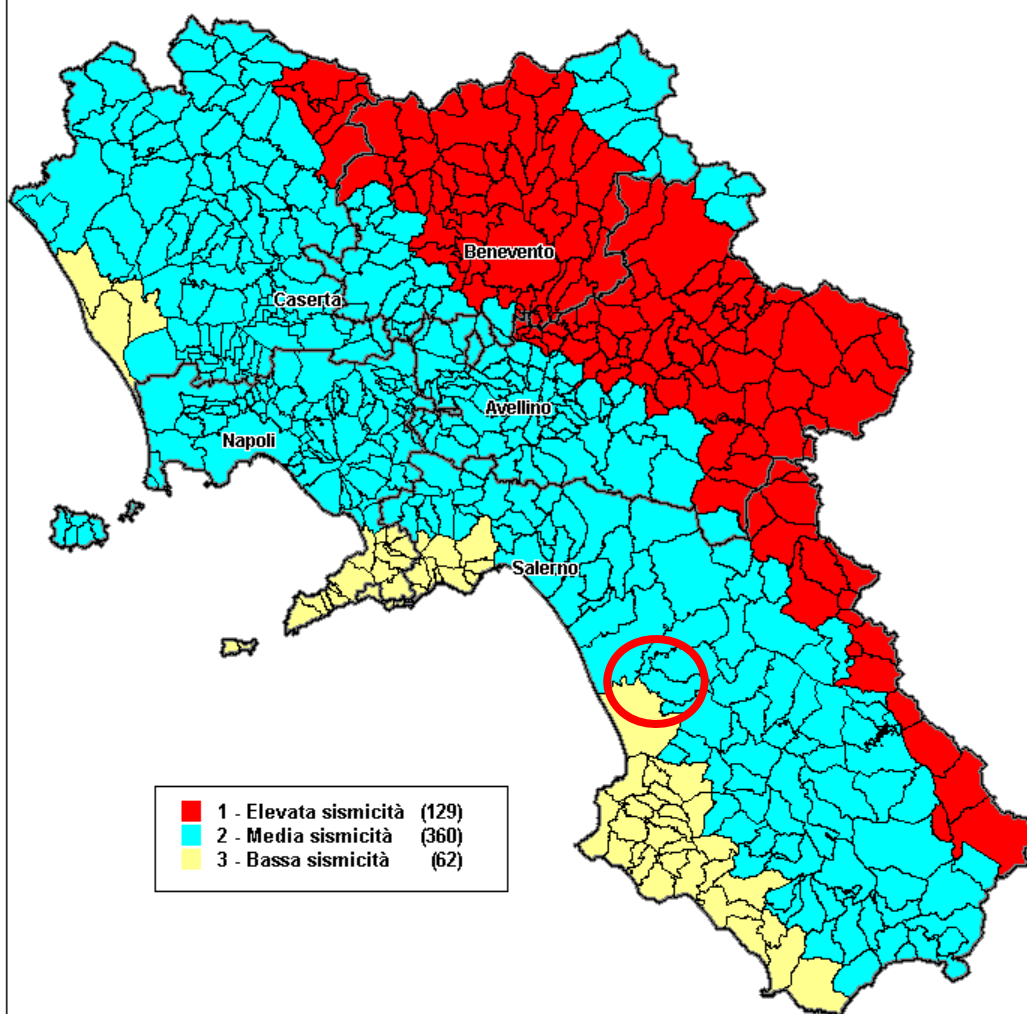 Benevento
Caserta
Avellino
Napoli
Salerno
1 - Elevata sismicità (129)
2 - Media sismicità (360)
3 - Bassa sismicità (62)